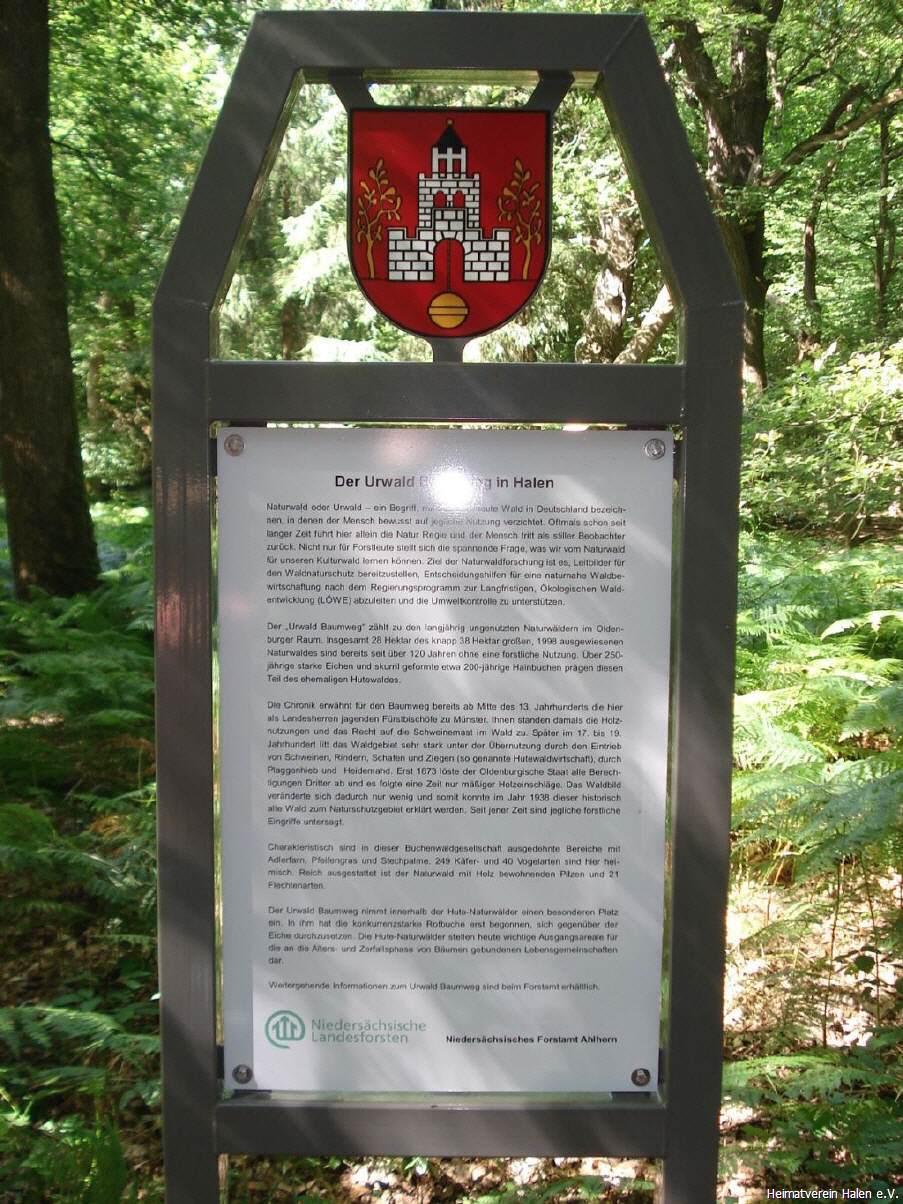 Der Urwald Baumweg in Halen
Naturwald oder Urwald – ein Begriff, heute Wald in Deutschland bezeich-
nen, in denen der Mensch bewusst auf jegliche Nutzung verzichtet. Oftmals schon seit
langer Zeit führt hier allein die Natur Regie und der Mensch tritt als stiller Beobachter
zurück. Nicht nur für Forstleute stellt sich die spannende Frage, was wir vom Naturwald
für unseren Kulturwald lernen können. Ziel der Naturwaldforschung ist es, Leitbilder für
den Waldnaturschutz bereitzustellen, Entscheidungshilfen für eine naturnahe Waldbe-
wirtschaftung nach dem Regierungsprogramm zur Langfristigen, Ökologischen Wald-
entwicklung (LÖWE) abzuleiten und die Umweltkontrolle zu unterstützen.
Der „Urwald Baumweg" zählt zu den langjährig ungenutzten Naturwäldern im Olden-
burger Raum. Insgesamt 28 Hektar des knapp 38 Hektar großen, 1998 ausgewiesenen
Naturwaldes sind bereits seit über 120 Jahren ohne eine forstliche Nutzung. Über 250-
jährige starke Eichen und skurril geformte etwa 200-jährige Hainbuchen prägen diesen
Teil des ehemaligen Hutewaldes.
Die Chronik erwähnt für den Baumweg bereits ab Mitte des 13. Jahrhunderts die hier
als Landesherren jagenden Fürstbischöfe zu Münster. Ihnen standen damals die Holz-
nutzungen und das Recht auf die Schweinemast im Wald zu. Später im 17. bis 19.
Jahrhundert litt das Waldgebiet sehr stark unter der Übernutzung durch den Eintrieb
von Schweinen, Rindern, Schafen und Ziegen (so genannte Hutewaldwirtschaft), durch
Plaggenhieb und Heidemahd. Erst 1873 löste der Oldenburgische Staat alle Berech-
tigungen Dritter ab und es folgte eine Zeit nur mäßiger Holzeinschläge. Das Waldbild
veränderte sich dadurch nur wenig und somit konnte im Jahr 1938 dieser historisch
alte Wald zum Naturschutzgebiet erklärt werden. Seit jener Zeit sind jegliche forstliche
Eingriffe untersagt.
Charakteristisch sind in dieser Buchenwaldgesellschaft ausgedehnte Bereiche mit
Adlerfarn, Pfeifengras und Stechpalme. 249 Käfer- und 40 Vogelarten sind hier hei-
misch. Reich ausgestattet ist der Naturwald mit Holz bewohnenden Pilzen und 21
Flechtenarten.
Der Urwald Baumweg nimmt innerhalb der Hute-Naturwälder einen besonderen Platz
ein. In ihm hat die konkurrenzstarke Rotbuche erst begonnen, sich gegenüber der
Eiche durchzusetzen. Die Hute-Naturwälder stellen heute wichtige Ausgangsareale für
die an die Alters- und Zerfallsphase von Bäumen gebundenen Lebensgemeinschaften
dar.
Weitergehende Informationen zum Urwald Baumweg sind beim Forstamt erhältlich.
Niedersächsische
Landesforsten
Niedersächsisches Forstamt Ahlhorn
Heimatverein Halen e.V.